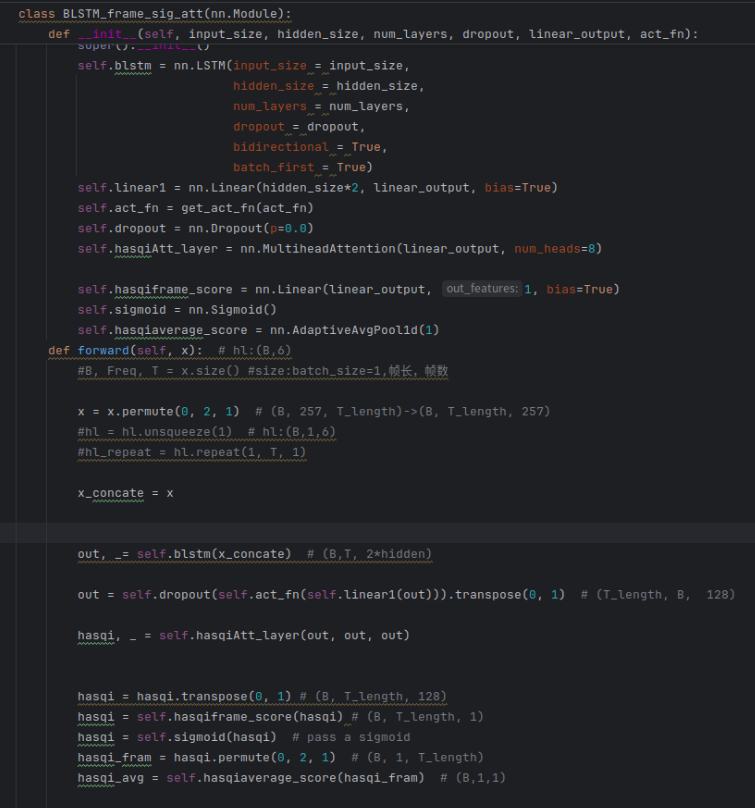 class BLSTM_frame_sig_att(nn.Module):
def __init__(self, input_size, hidden_size, num_layers, dropout, linear_output, act_fn):
super().__init__()
self.blstm = nn.LSTM(input_size = input_size,
hidden_size = hidden_size,
num_layers = num_layers,
dropout = dropout,
bidirectional = True,
batch_first = True)
self.linear1 = nn.Linear(hidden_size*2, linear_output, bias=True)
self.act_fn = get_act_fn(act_fn)
self.dropout = nn.Dropout(p=0.0)
self.hasqiAtt_layer = nn.MultiheadAttention(linear_output, num_heads=8)
self.hasqiframe_score = nn.Linear(linear_output, out_features: 1, bias=True)
self.sigmoid = nn.Sigmoid()
self.hasqiaverage_score = nn.AdaptiveAvgPool1d(1)
def forward(self, x): # hl:(B,6)
#B, Freq, T = x.size() #size:batch_size=1,帧长，帧数
x = x.permute(0, 2, 1) # (B, 257, T_length)->(B, T_length, 257)
#hl = hl.unsqueeze(1) # hl:(B,1,6)
#hl_repeat = hl.repeat(1, T, 1)
x_concate = x
out, _= self.blstm(x_concate) # (B,T, 2*hidden)
out = self.dropout(self.act_fn(self.linear1(out))).transpose(0, 1) # (T_length, B, 128)
hasqi, _ = self.hasqiAtt_layer(out, out, out)
hasqi = hasqi.transpose(0, 1) # (B, T_length, 128)
hasqi = self.hasqiframe_score(hasqi) # (B, T_length, 1)
hasqi = self.sigmoid(hasqi) # pass a sigmoid
hasqi_fram = hasqi.permute(0, 2, 1) # (B, 1, T_length)
hasqi_avg = self.hasqiaverage_score(hasqi_fram) # (B,1,1)